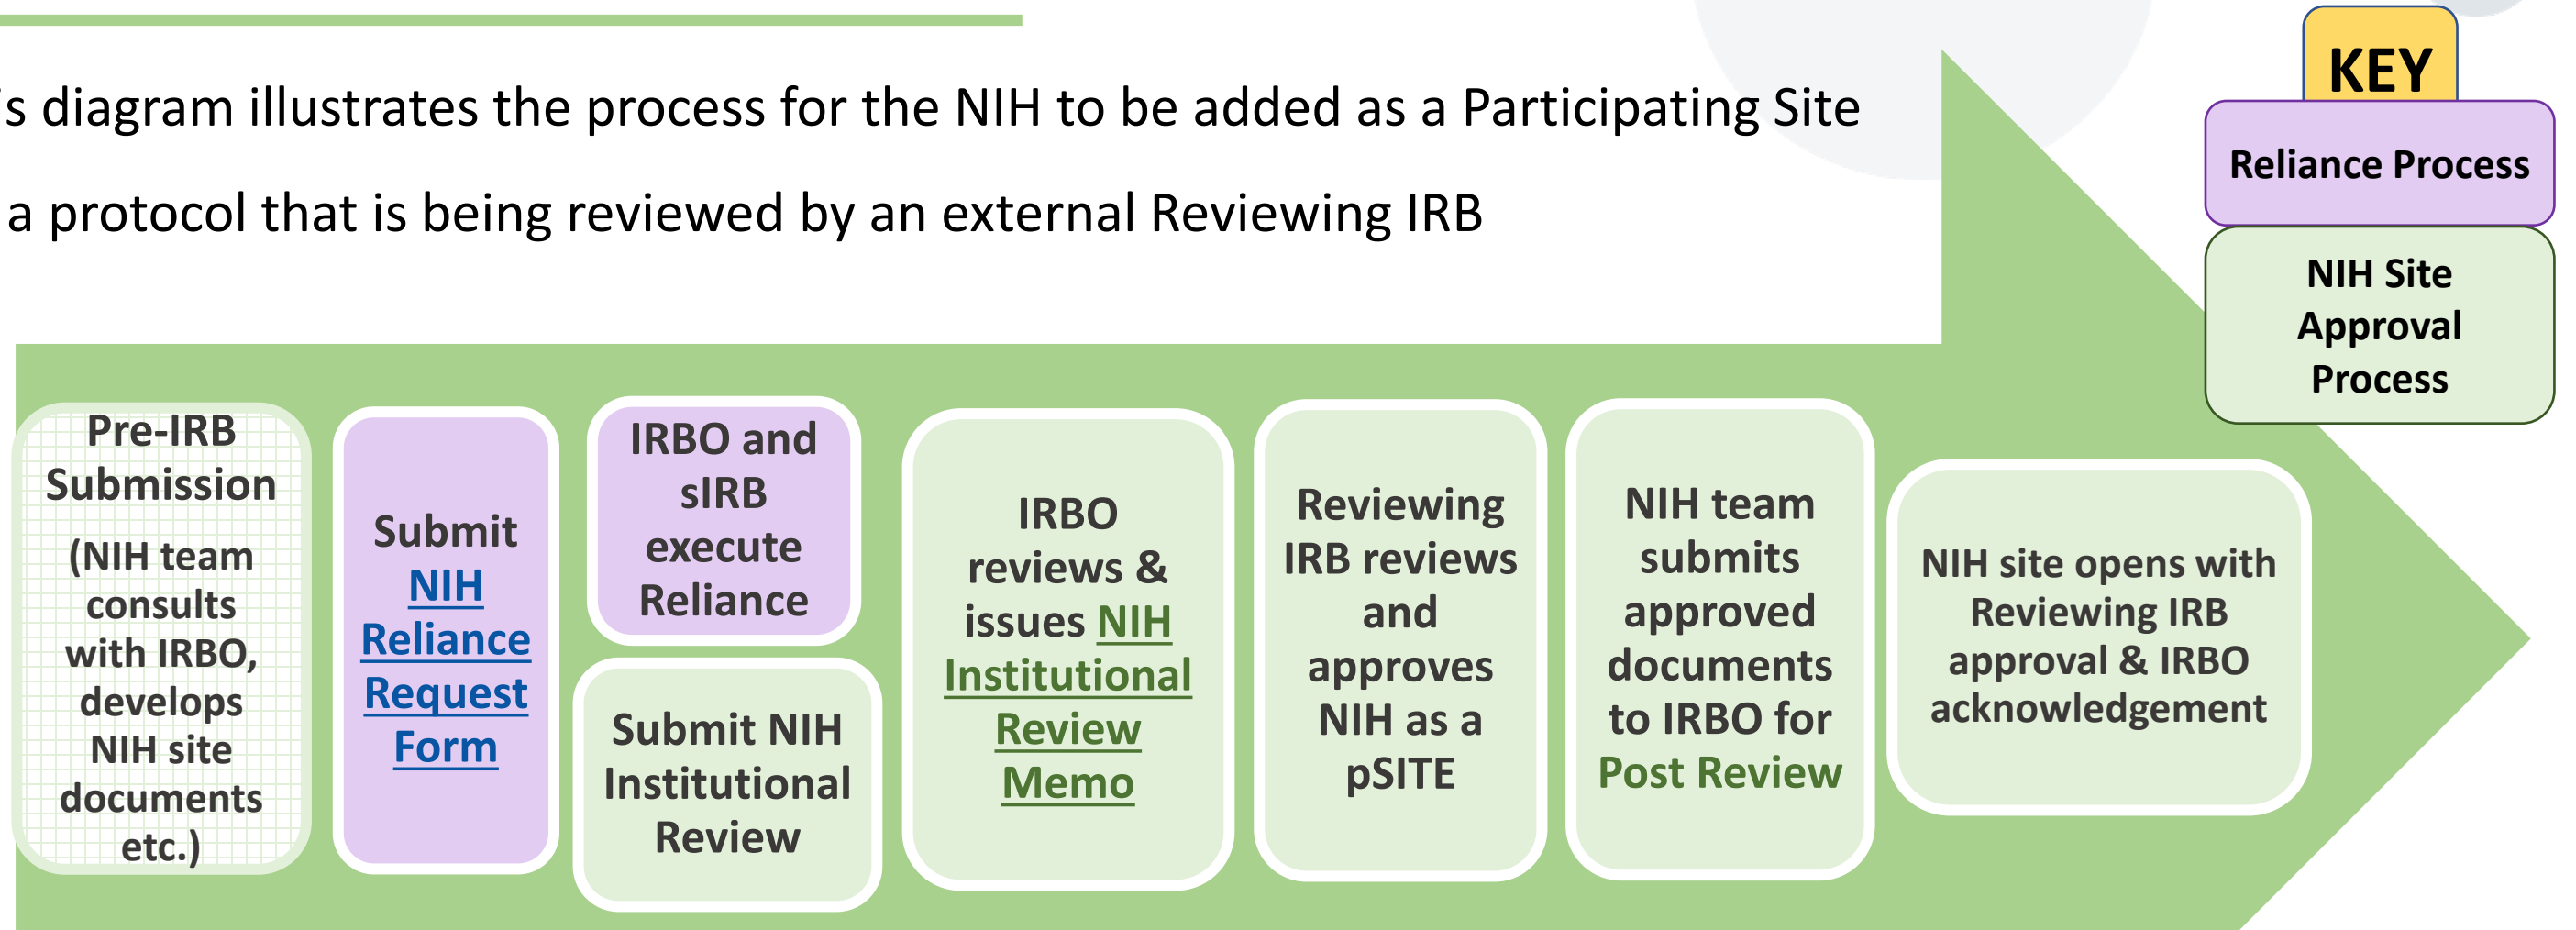 is diagram illustrates the process for the NIH to be added as a Participating Site
a protocol that is being reviewed by an external Reviewing IRB
KEY
Reliance Process
NIH Site
Approval
Process
Pre-IRB
Submission
(NIH team
consults
with IRBO,
develops
NIH site
documents
etc.)
Submit
NIH
Reliance
Request
Form
IRBO and
sIRB
execute
Reliance
Submit NIH
Institutional
Review
IRBO
reviews &
issues NIH
Institutional
Review
Memo
Reviewing
IRB reviews
and
approves
NIH as a
pSITE
NIH team
submits
approved
documents
to IRBO for
Post Review
NIH site opens with
Reviewing IRB
approval & IRBO
acknowledgement